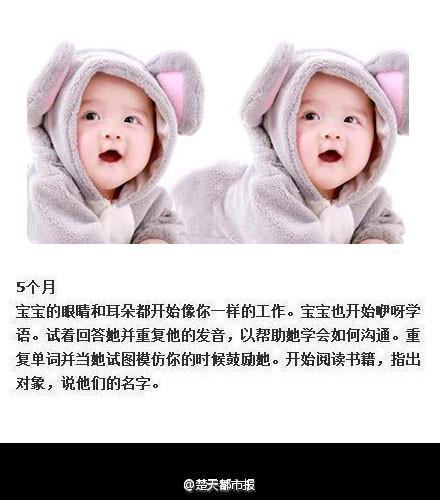 5个月
宝宝的眼睛和耳朵都开始像你一样的工作。宝宝也开始咿呀学
语。试着回答她并重复他的发音，以帮助她学会如何沟通。重
复单词并当她试图模仿你的时候鼓励她。开始阅读书籍，指出
对象，说他们的名字。
@楚天都市报